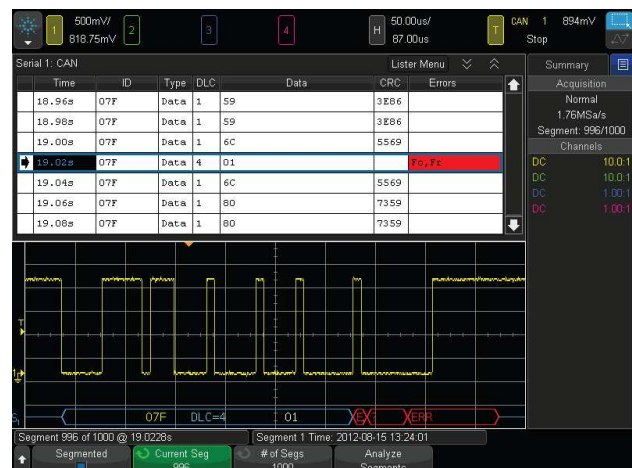 1 500mV/ 818.75mV 2 3 4 H 50.00us/ 87.00us T CAN 1 894mV Stop
Serial 1: CAN Lister Menu Summary
Time ID Type DLC Data CRC Errors
18.96s 07F Data 1 59 3E86
18.98s 07F Data 1 59 3E86
19.00s 07F Data 1 6C 5569
19.02s 07F Data 4 01 Fo,Fr
19.04s 07F Data 1 6C 5569
19.06s 07F Data 1 80 7359
19.08s 07F Data 1 80 7359
Acquisition
Normal
1.76MSa/s
Segment: 996/1000
Channels
DC 10.0:1
DC 10.0:1
DC 1.00:1
DC 1.00:1
T
1
S1 07F DLC=4 01 ERR
Segment 996 of 1000 @ 19.0228s Segment 1 Time: 2012-08-15 13:24:01
Segmented Current Seg # of Segs Analyze
996 1000 Segments